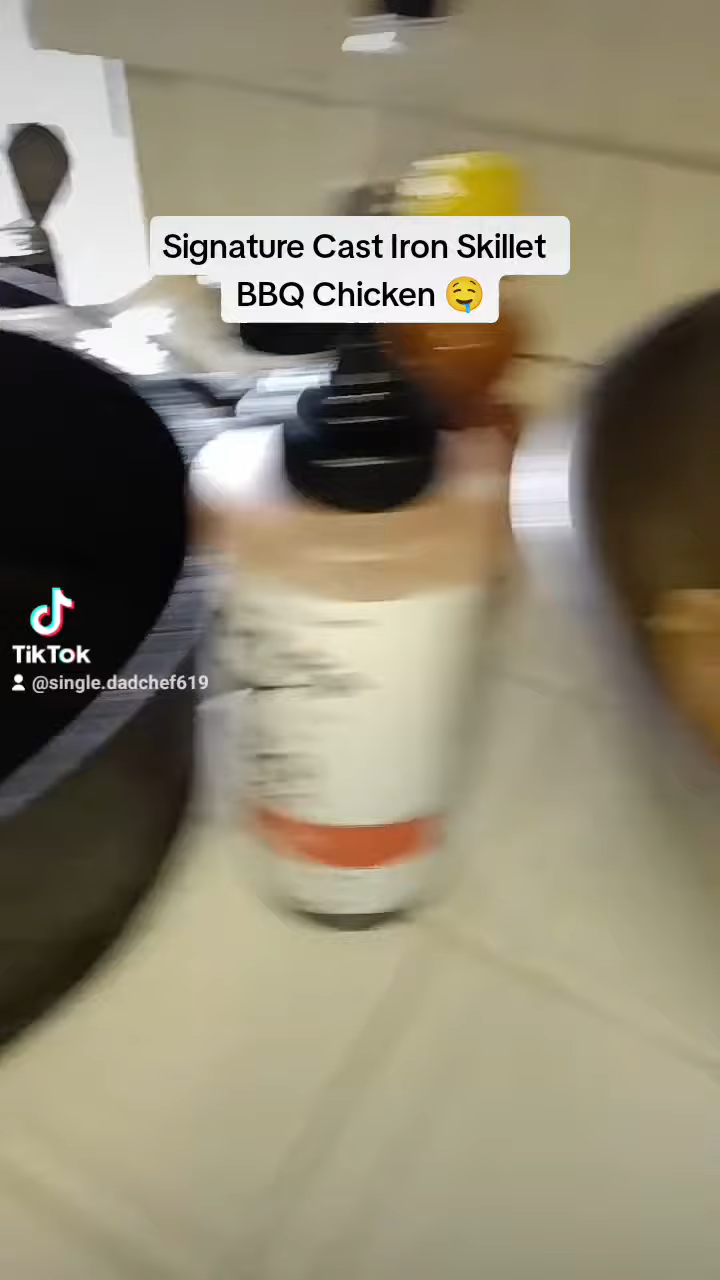 Signature Cast Iron Skillet
BBQ Chicken 🤤
TikTok
@single.dadchef619